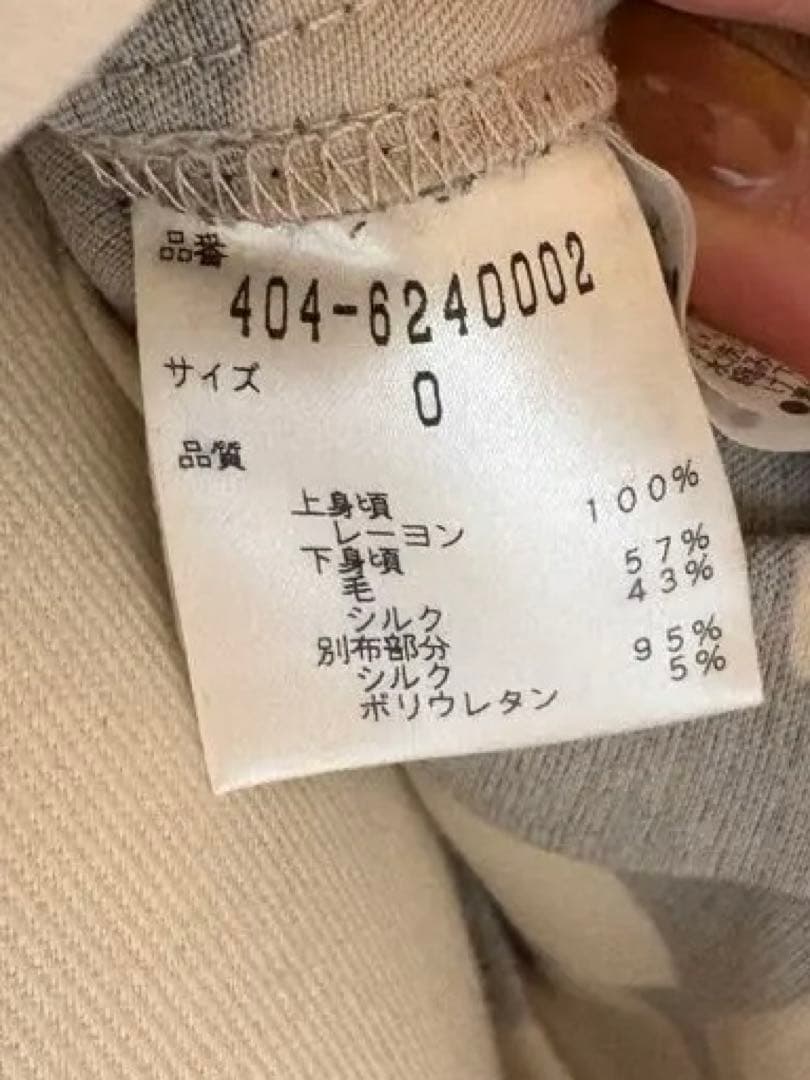 品番
404-6240002
サイズ 0
品質
上身頃
レーヨン 100%
下身頃
毛 57%
シルク 43%
別布部分
シルク 95%
ポリウレタン 5%